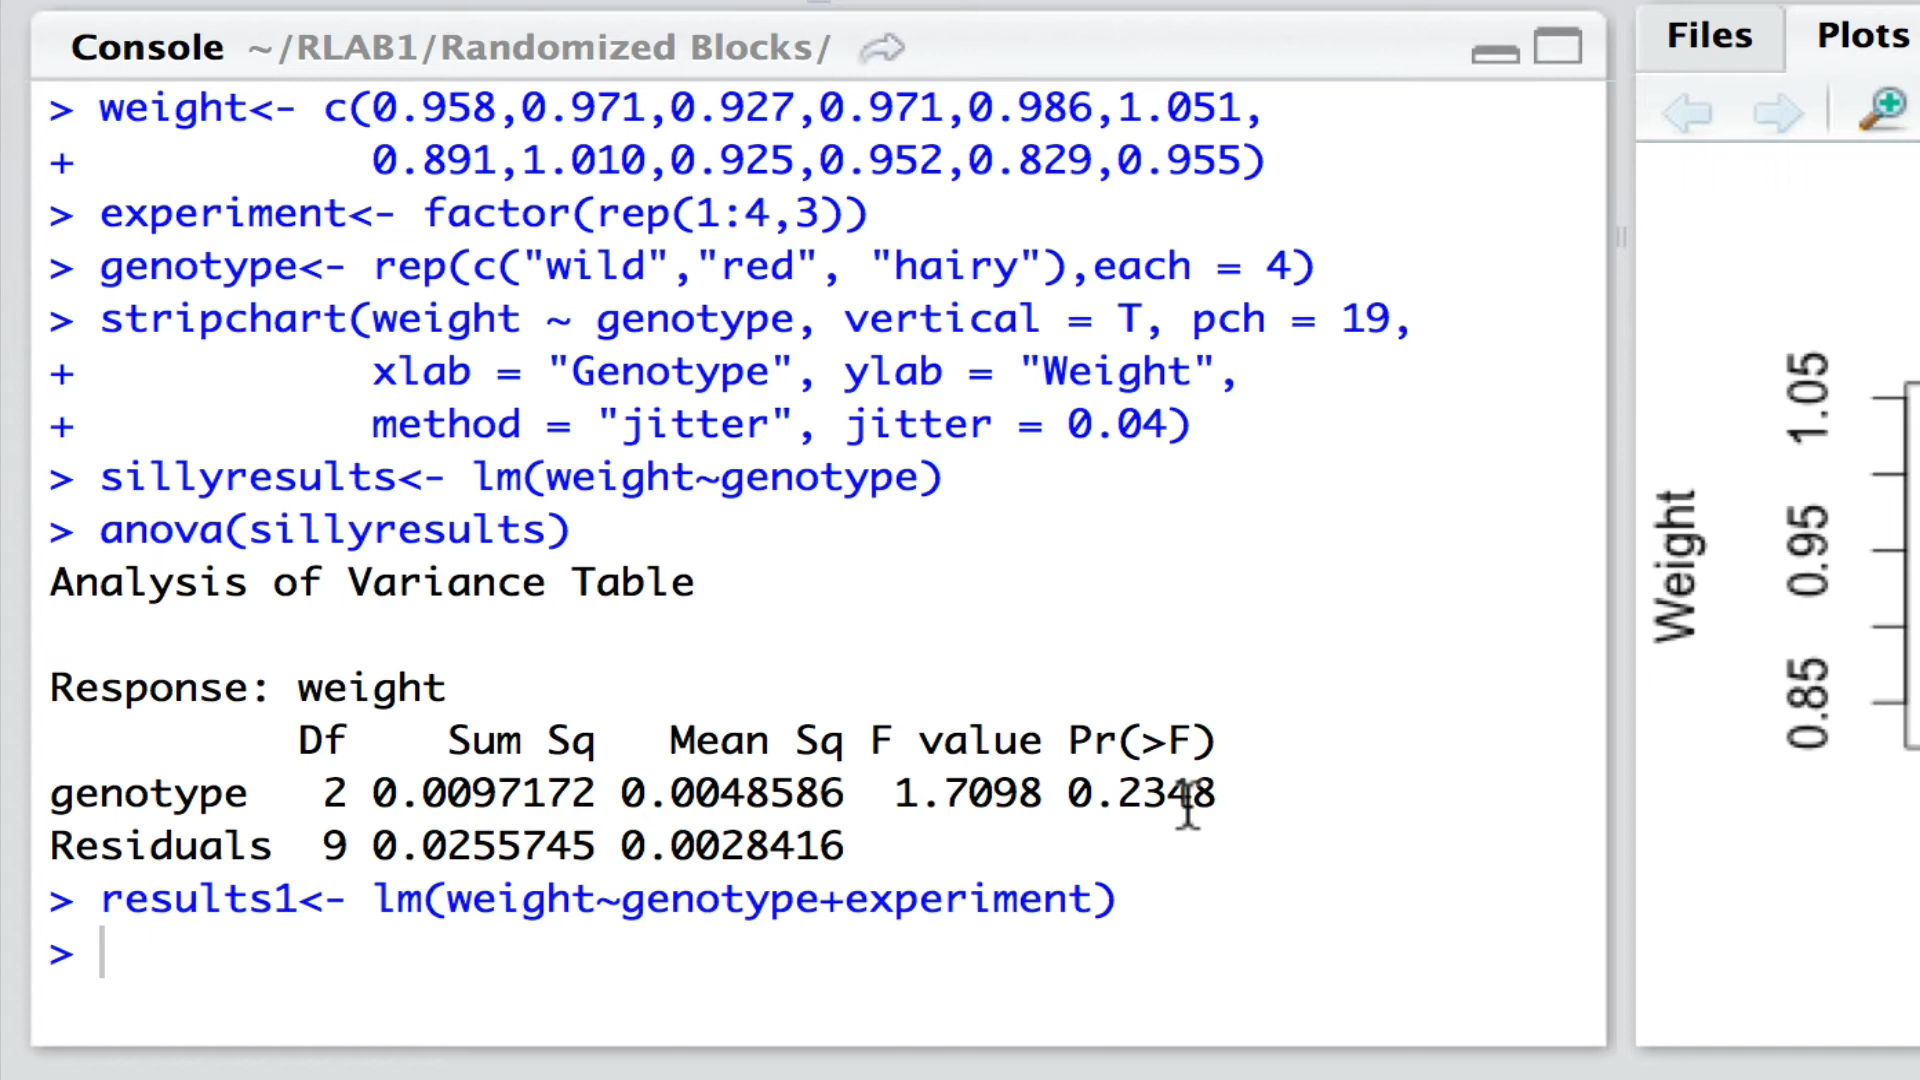 Console ~/RLAB1/Randomized Blocks/
> weight<- c(0.958,0.971,0.927,0.971,0.986,1.051,
+ 0.891,1.010,0.925,0.952,0.829,0.955)
> experiment<- factor(rep(1:4,3))
> genotype<- rep(c("wild","red", "hairy"),each = 4)
> stripchart(weight ~ genotype, vertical = T, pch = 19,
+ xlab = "Genotype", ylab = "Weight",
+ method = "jitter", jitter = 0.04)
> sillyresults<- lm(weight~genotype)
> anova(sillyresults)
Analysis of Variance Table
Response: weight
Df Sum Sq Mean Sq F value Pr(>F)
genotype 2 0.0097172 0.0048586 1.7098 0.2348
Residuals 9 0.0255745 0.0028416
> results1<- lm(weight~genotype+experiment)
>
Files Plots
Weight
1.05
0.95
0.85